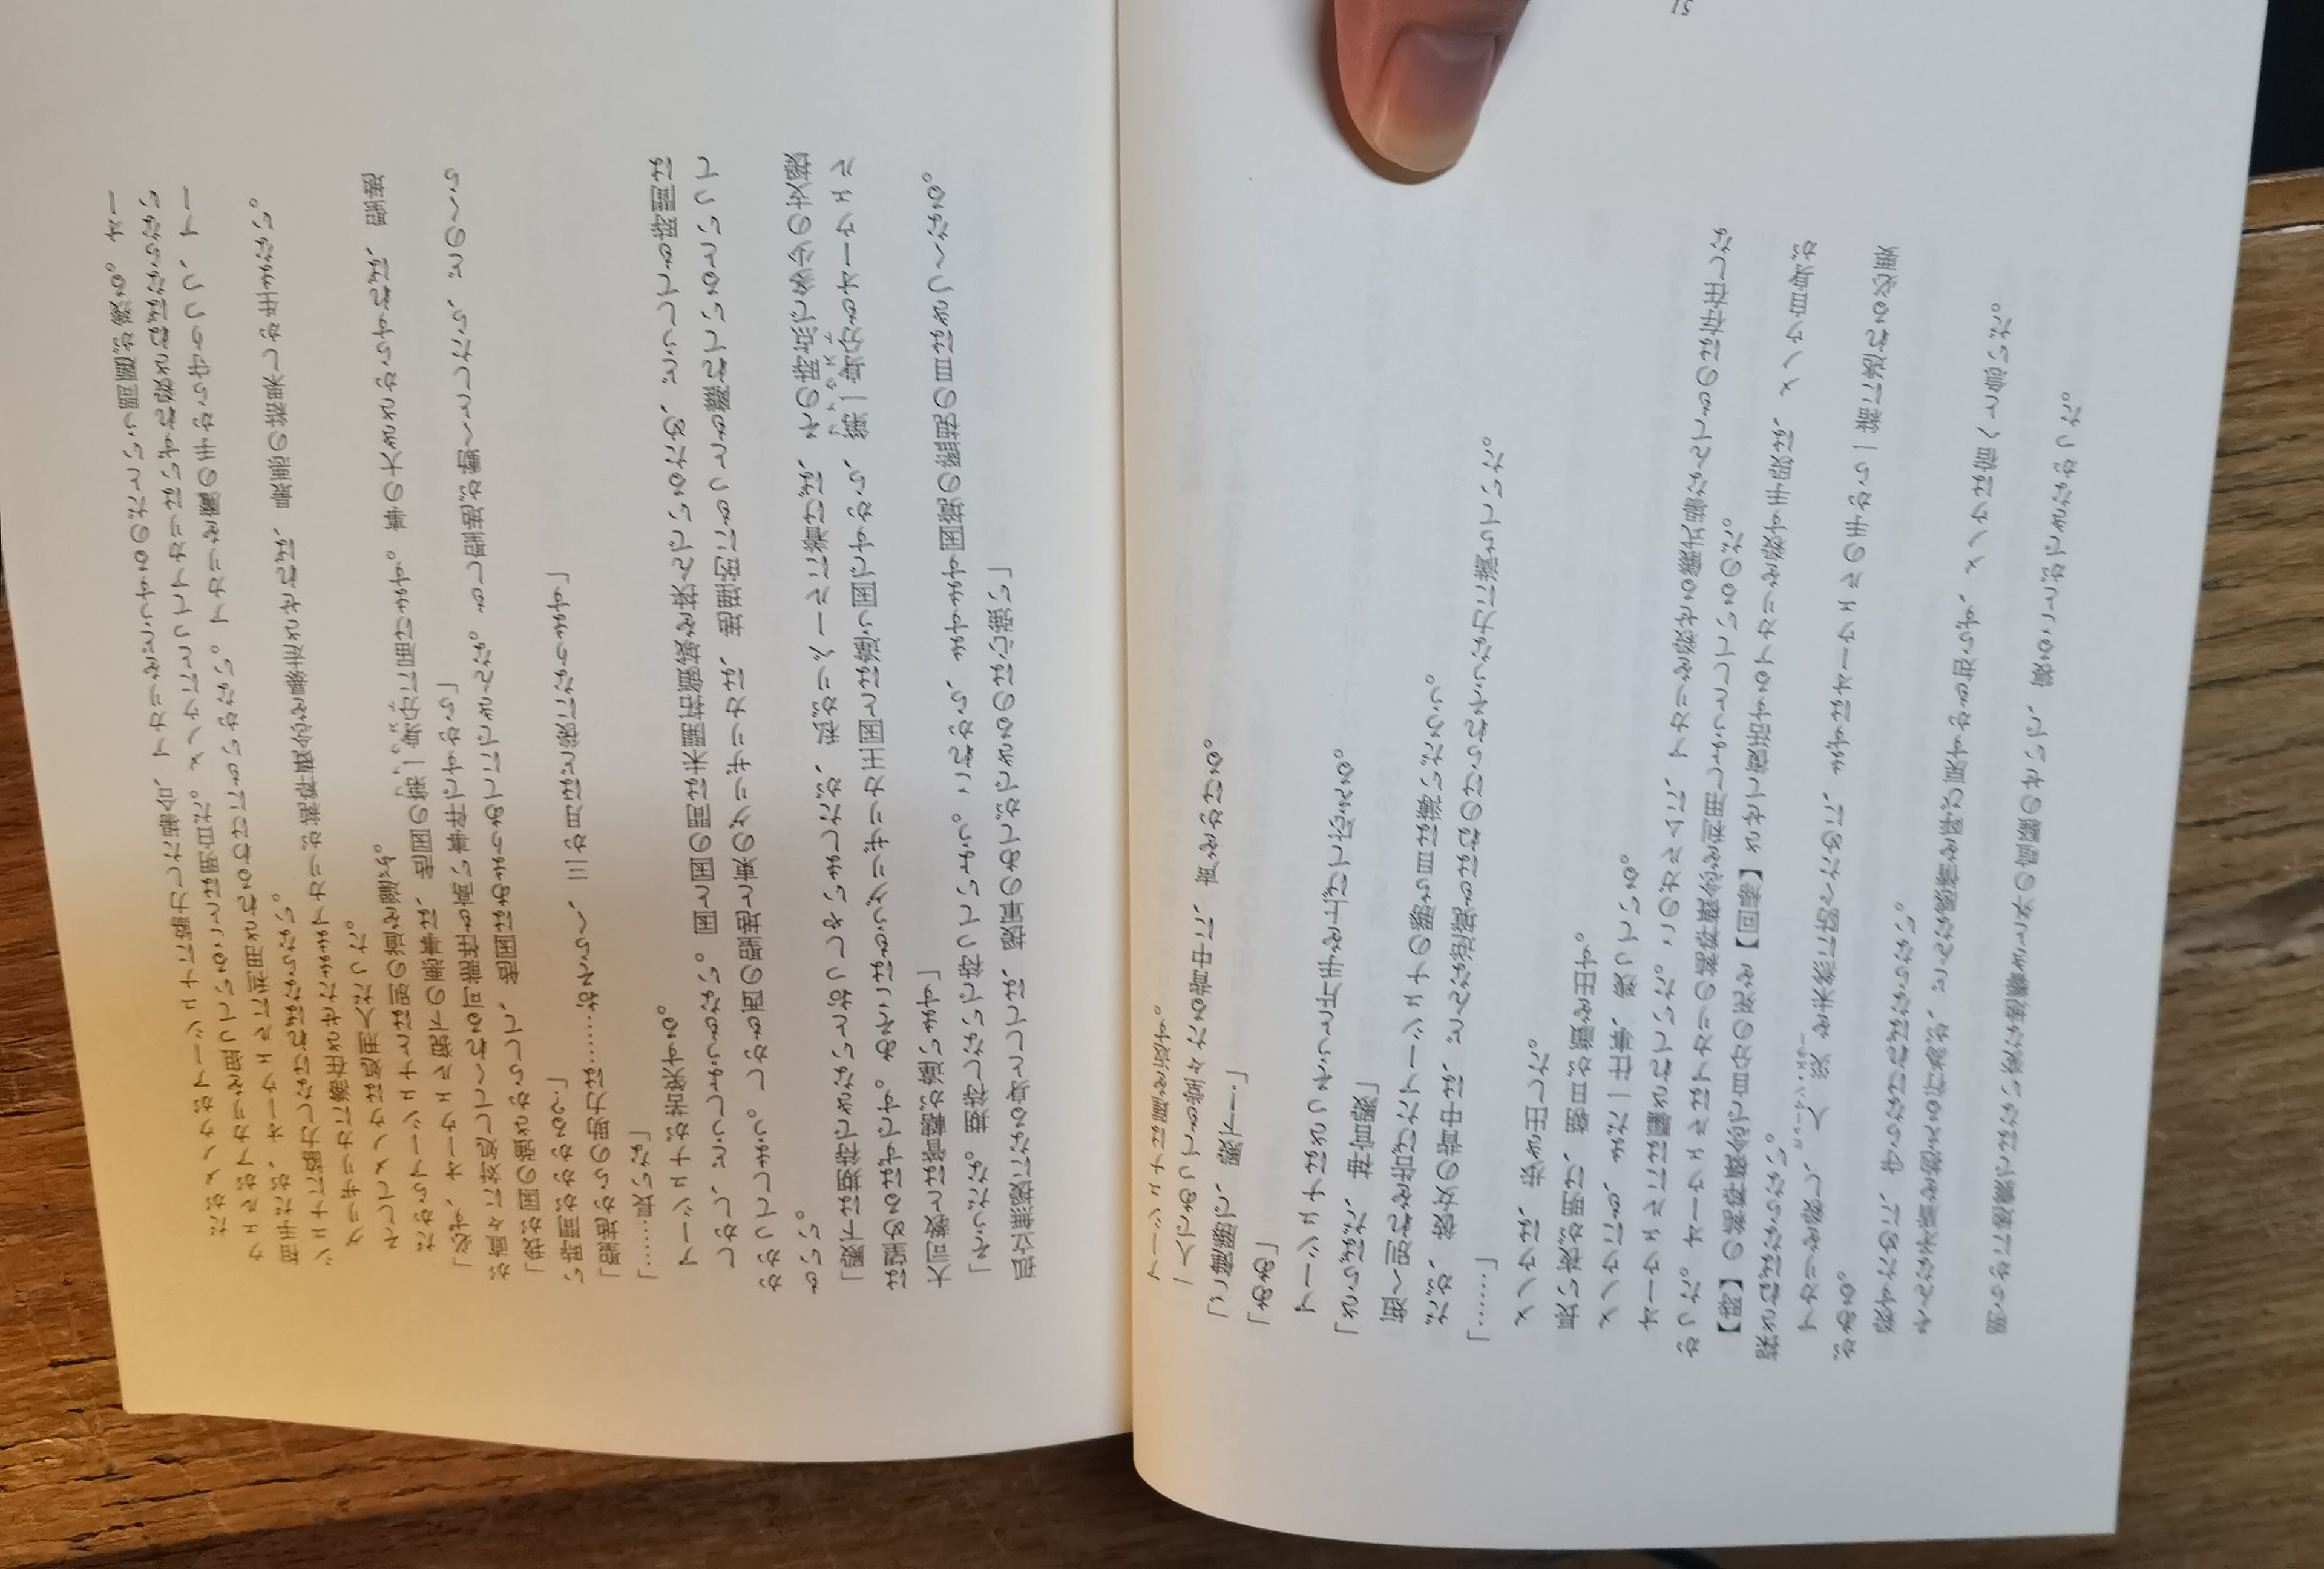 だがメノウがアーシュナに協力した場合、アカリをどうするのだという問題が残る。オー
ウェルがアカリを狙っていることは明白だ。メノウにとってアカリはいずれ殺さねばならない
相手だが、オーウェルに利用されるわけにもいかない。アカリを魔の手から守りつつ、アー
シュナに協力しなければならない。
グリザリカに滞在させたままアカリが純粋概念を暴走させれば、最悪の結果しか生まない。
そしてメノウは処刑人だった。
だからアーシュナとは別の道を選ぶ。
「必ず、オーウェル猊下の悪事は、他国の第一身分に届けます。事の大きさからすれば、聖地
ファウスト
が直々に対処してくれる可能性も高い事件ですから」
「我が国の強さからして、他国はあまりあてにできんな。もし聖地が動くとしたら、どのくら
い時間がかかる?」
「聖地からの助力は……おそらく、三か月ほど後になります」
「……長いな」
アーシュナが苦笑する。
しかし、どうしようもない。国と国の間は未開拓領域を挟んでいるため、どうしても時間は
かかってしまう。しかも西の聖地と東のグリザリカは、地理的にもっとも離れているといって
もいい。
「殿下は期待できないとおっしゃいましたが、私がリベールに着けば、その時点で多少の支援
は望めるはずです。あそこはもうグリザリカ王国とは違う国ですから、第一身分もオーウェル
ファウスト
大司教とは管轄が違います」
「そうだな。期待しないで待っていよう。これから、ますます国境の監視の目はきつくなる。
孤立無援になる身としては、援軍のあてができるのは心強い」
アーシュナは踵を返す。
一人であっても堂々たる背中に、声をかける。
「ご健勝で、殿下!」
「ああ」
アーシュナはさっそうと片手を上げて応える。
「さらばだ、神官殿」
短く別れを告げたアーシュナの勝ち目は薄いだろう。
だが、彼女の背中は、どんな逆境もはねのけられそうな力に満ちていた。
「……」
メノウは、歩き出した。
長い夜が明け、朝日が顔を出す。
メノウにも、まだ一仕事、残っている。
オーウェルには騙されていた。このガルムに、アカリを殺せる儀式場なんてものは存在しな
かった。オーウェルはアカリの純粋概念を利用しようとしているのだ。
【時】の純粋概念で自分の死を【回帰】させて復活するアカリを殺す手段は、メノウ自身が
探さねばならない。
アカリを殺し、人災を未然に防ぐために、まずはオーウェルの手から一緒に逃れる必要
ヒューマン・エラー
がある。
殺すために、守らなければならない。
そんな矛盾を抱える行為が、どんな感情を呼び戻すかも知らず、メノウは宿へと急いだ。
明らかに地震ではない変な地響きと外の喧騒のせいで、寝ることができなかった。
51